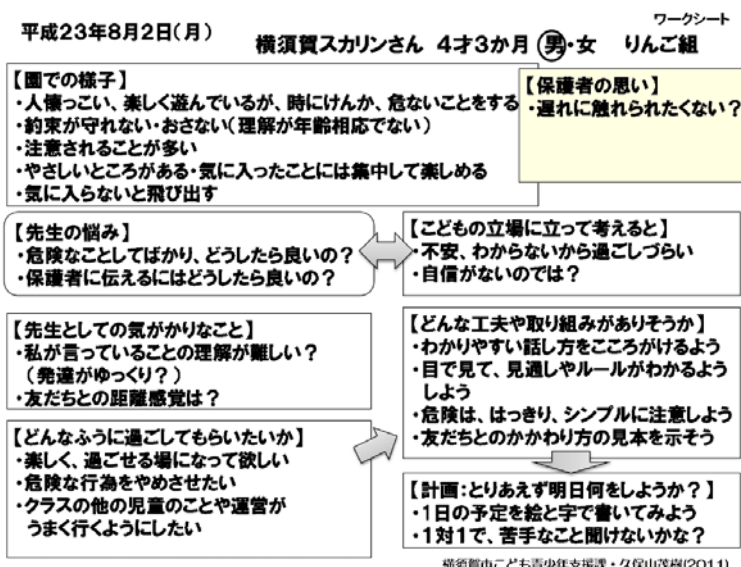 ワークシート
平成23年8月2日(月)
横須賀スカリンさん 4才3か月 男・女 りんご組
【園での様子】
・人懐っこい、楽しく遊んでいるが、時にけんか、危ないことをする
・約束が守れない・おさない(理解が年齢相応でない)
・注意されることが多い
・やさしいところがある・気に入ったことには集中して楽しめる
・気に入らないと飛び出す
【保護者の思い】
・遅れに触れられたくない?
【先生の悩み】
・危険なことしてばかり、どうしたら良いの?
・保護者に伝えるにはどうしたら良いの?
【こどもの立場に立って考えると】
・不安、わからないから過ごしづらい
・自信がないのでは?
【先生としての気がかりなこと】
・私が言っていることの理解が難しい?
(発達がゆっくり?)
・友だちとの距離感覚は?
【どんな工夫や取り組みがありそうか】
・わかりやすい話し方をこころがけるよう
・目で見て、見通しやルールがわかるよう
しよう
・危険は、はっきり、シンプルに注意しよう
・友だちとのかかわり方の見本を示そう
【どんなふうに過ごしてもらいたいか】
・楽しく、過ごせる場になって欲しい
・危険な行為をやめさせたい
・クラスの他の児童のことや運営が
うまく行くようにしたい
【計画:とりあえず明日何をしようか?】
・1日の予定を絵と字で書いてみよう
・1対1で、苦手なこと聞けないかな?
横須賀市こども青少年支援課・久保山茂樹(2011)